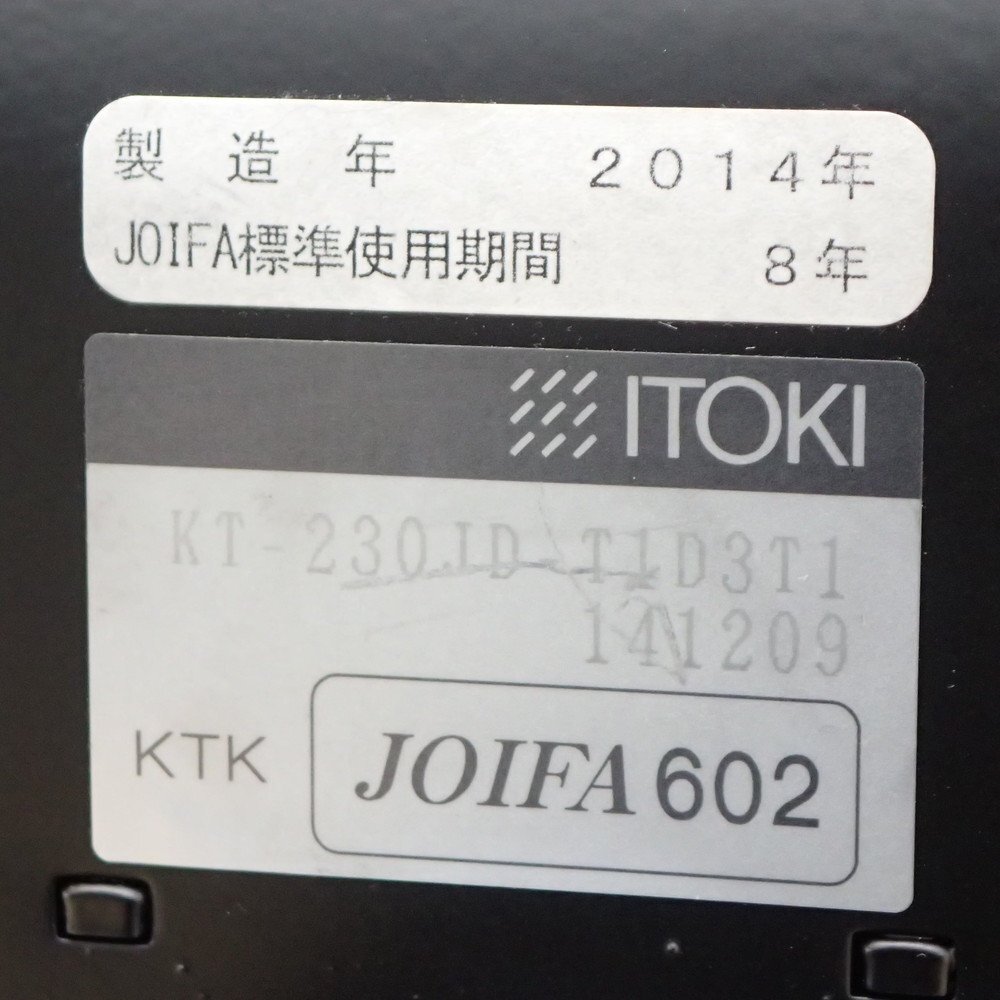 製造年 2014年
JOIFA標準使用期間 8年
ITOKI
KT-230JD-T1D3T1
141209
KTK JOIFA602